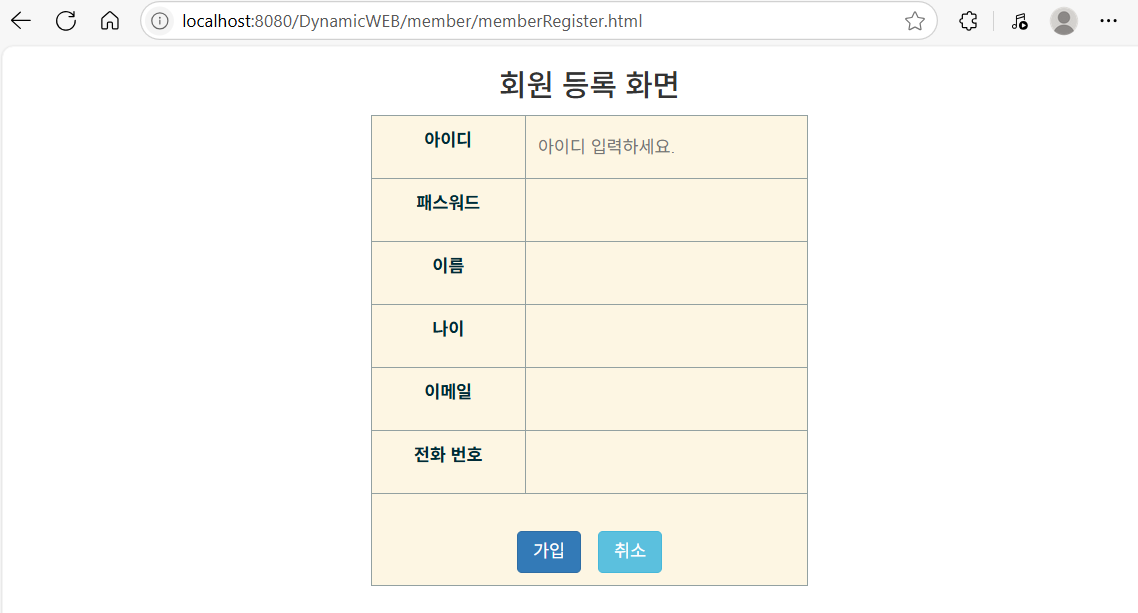 localhost:8080/DynamicWEB/member/memberRegister.html
회원 등록 화면
아이디
아이디 입력하세요.
패스워드
이름
나이
이메일
전화 번호
가입 취소